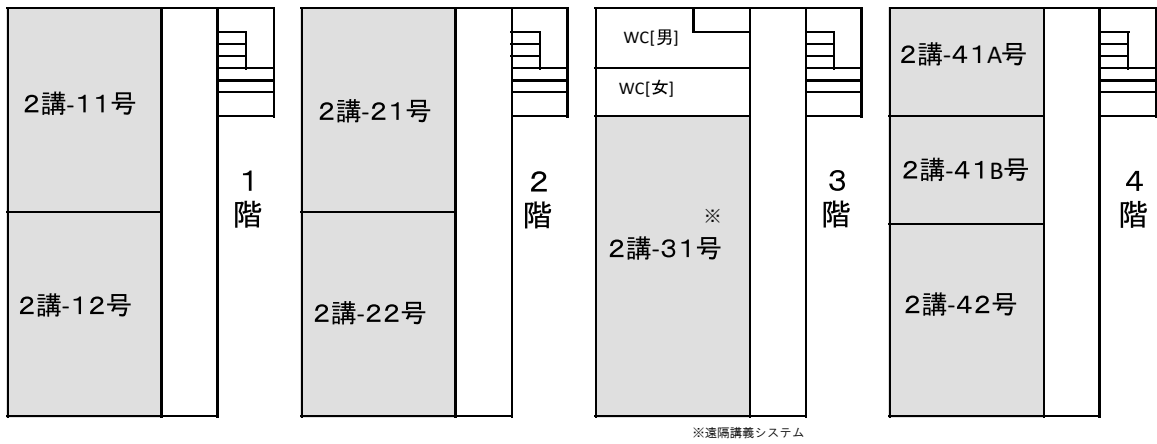 2講-11号
2講-12号
1
階
2講-21号
2講-22号
2
階
WC[男]
WC[女]
※
2講-31号
3
階
※遠隔講義システム
2講-41A号
2講-41B号
2講-42号
4
階